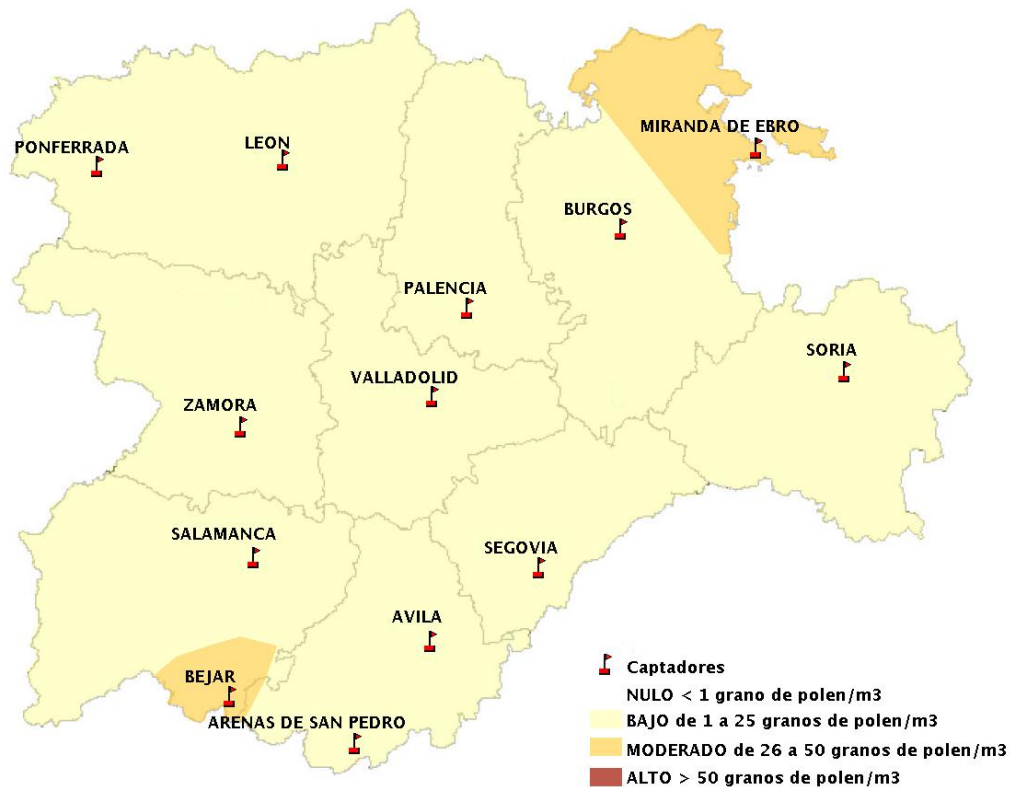 MIRANDA DE EBRO
PONFERRADA
LEON
BURGOS
PALENCIA
SORIA
VALLADOLID
ZAMORA
SALAMANCA
SEGOVIA
AVILA
BEJAR
ARENAS DE SAN PEDRO
Captadores
NULO < 1 grano de polen/m3
BAJO de 1 a 25 granos de polen/m3
MODERADO de 26 a 50 granos de polen/m3
ALTO > 50 granos de polen/m3